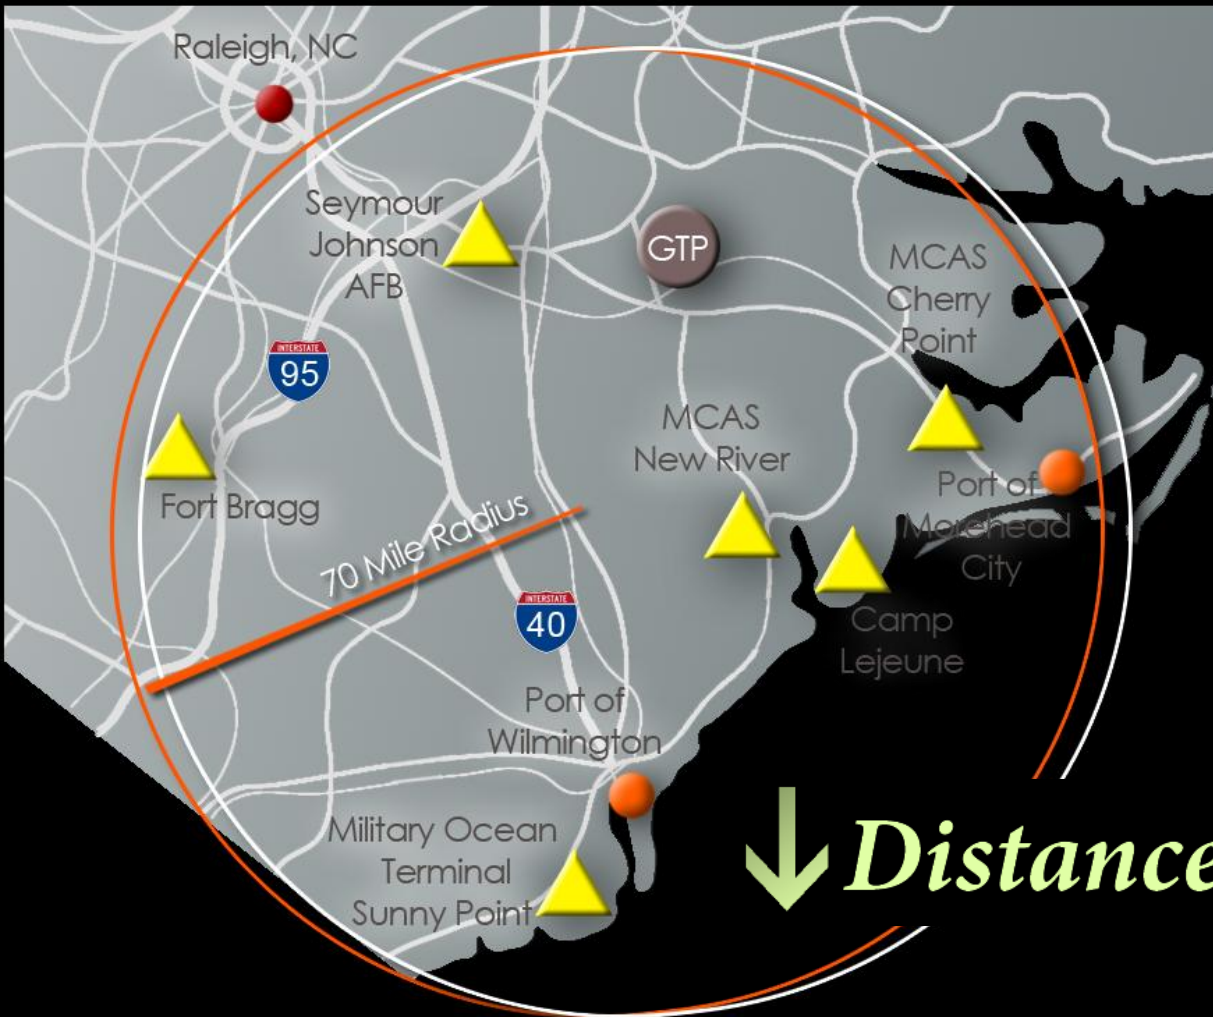 Raleigh, NC
Seymour
Johnson
AFB
GTP
MCAS
Cherry
Point
INTERSTATE
95
MCAS
New River
Fort Bragg
Port of
Morehead
City
70 Mile Radius
INTERSTATE
40
Camp
Lejeune
Port of
Wilmington
Military Ocean
Terminal
Sunny Point
Distance